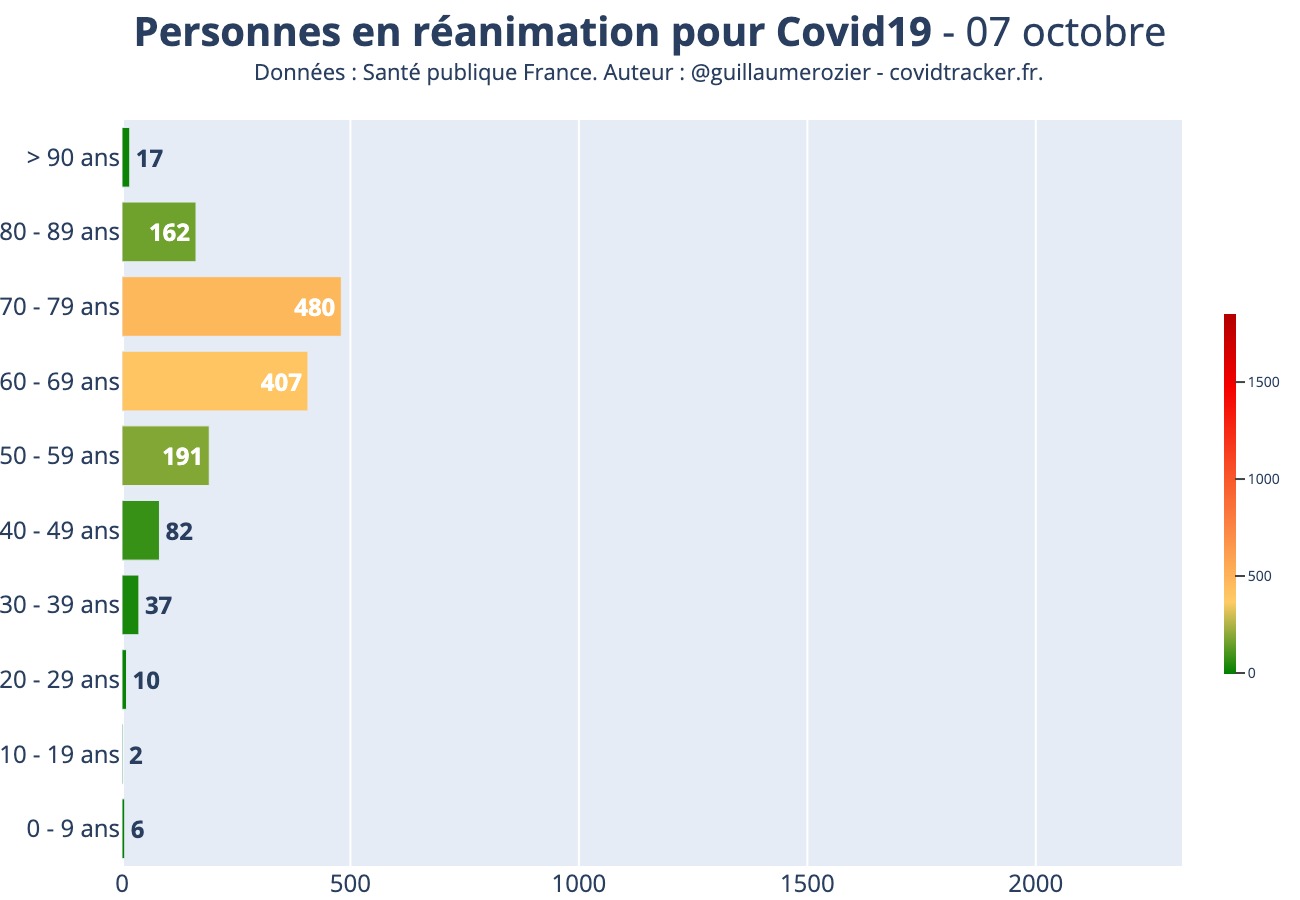 Personnes en réanimation pour Covid19 - 07 octobre
Données : Santé publique France. Auteur : @guillaumerozier - covidtracker.fr.
> 90 ans 17
80 - 89 ans 162
70 - 79 ans 480
60 - 69 ans 407
50 - 59 ans 191
40 - 49 ans 82
30 - 39 ans 37
20 - 29 ans 10
10 - 19 ans 2
0 - 9 ans 6
0 500 1000 1500 2000
1500
1000
500
0